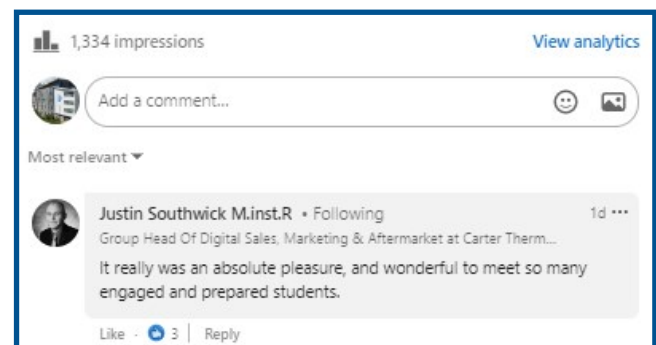 1,334 impressions View analytics
Add a comment...
Most relevant
Justin Southwick M.inst.R • Following 1d •••
Group Head Of Digital Sales, Marketing & Aftermarket at Carter Therm...
It really was an absolute pleasure, and wonderful to meet so many
engaged and prepared students.
Like · 3 | Reply